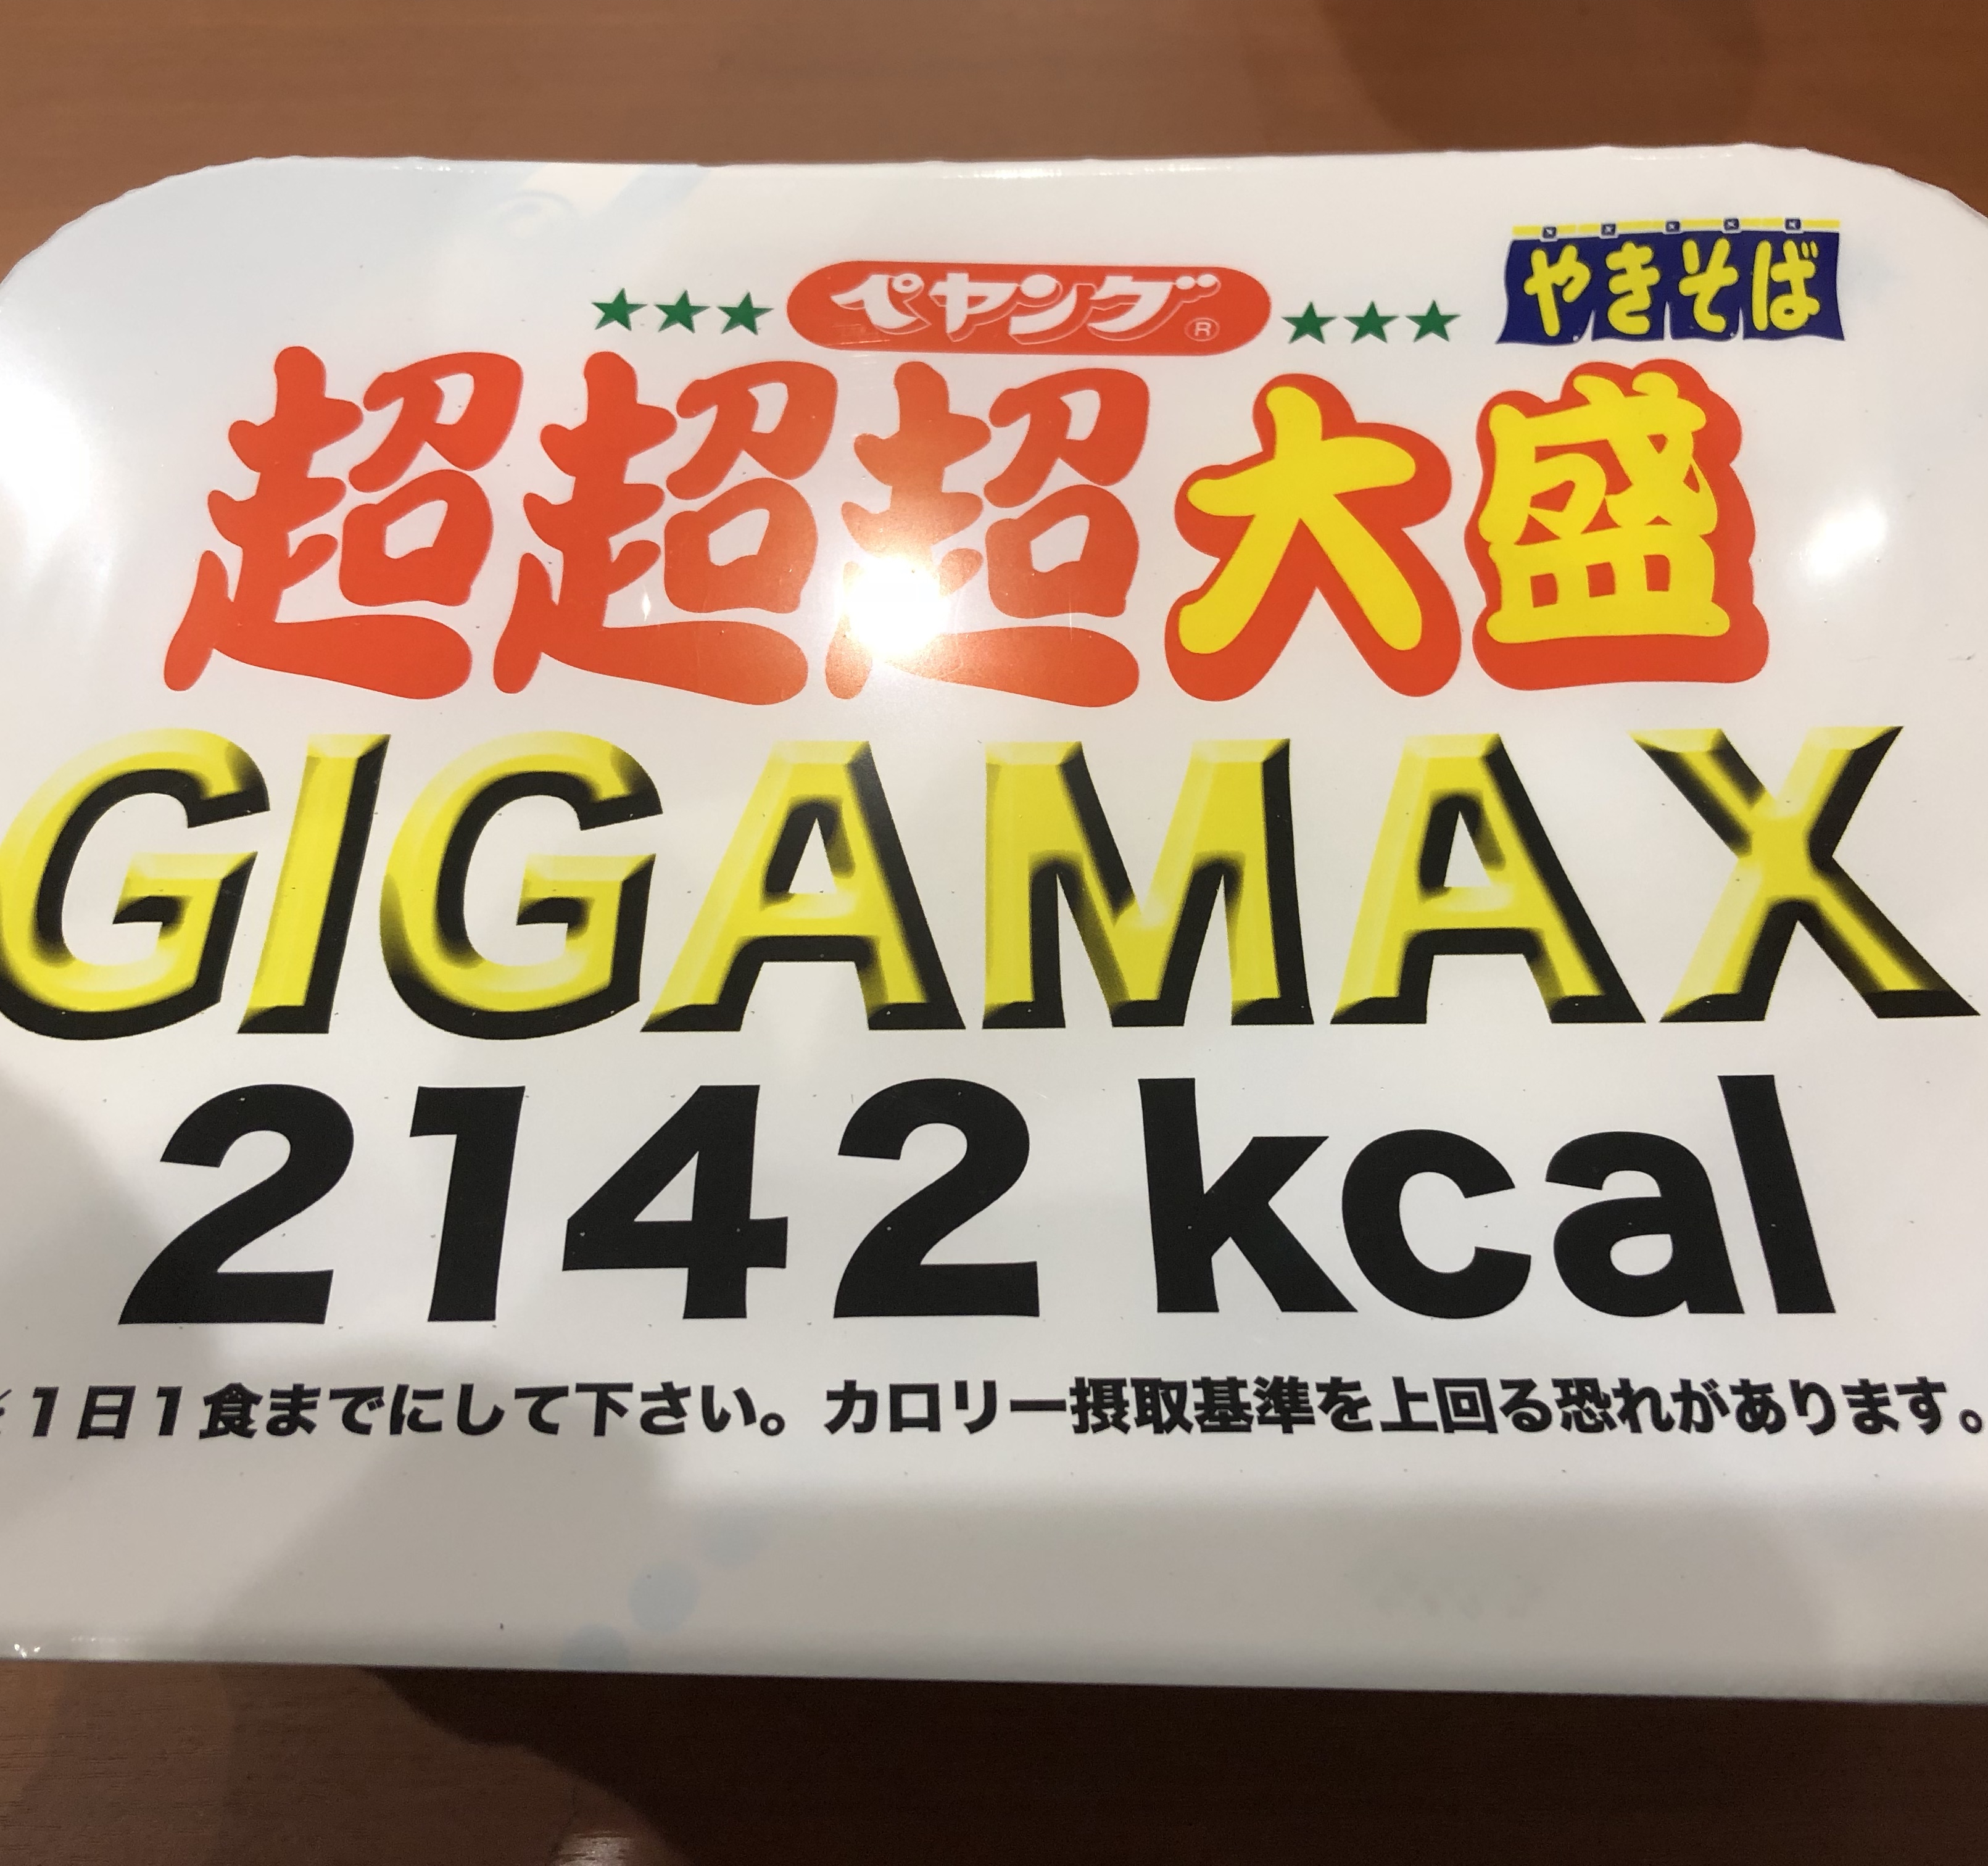 ペヤング®
やきそば
超超超大盛
GIGAMAX
2142kcal
※1日1食までにして下さい。カロリー摂取基準を上回る恐れがあります。